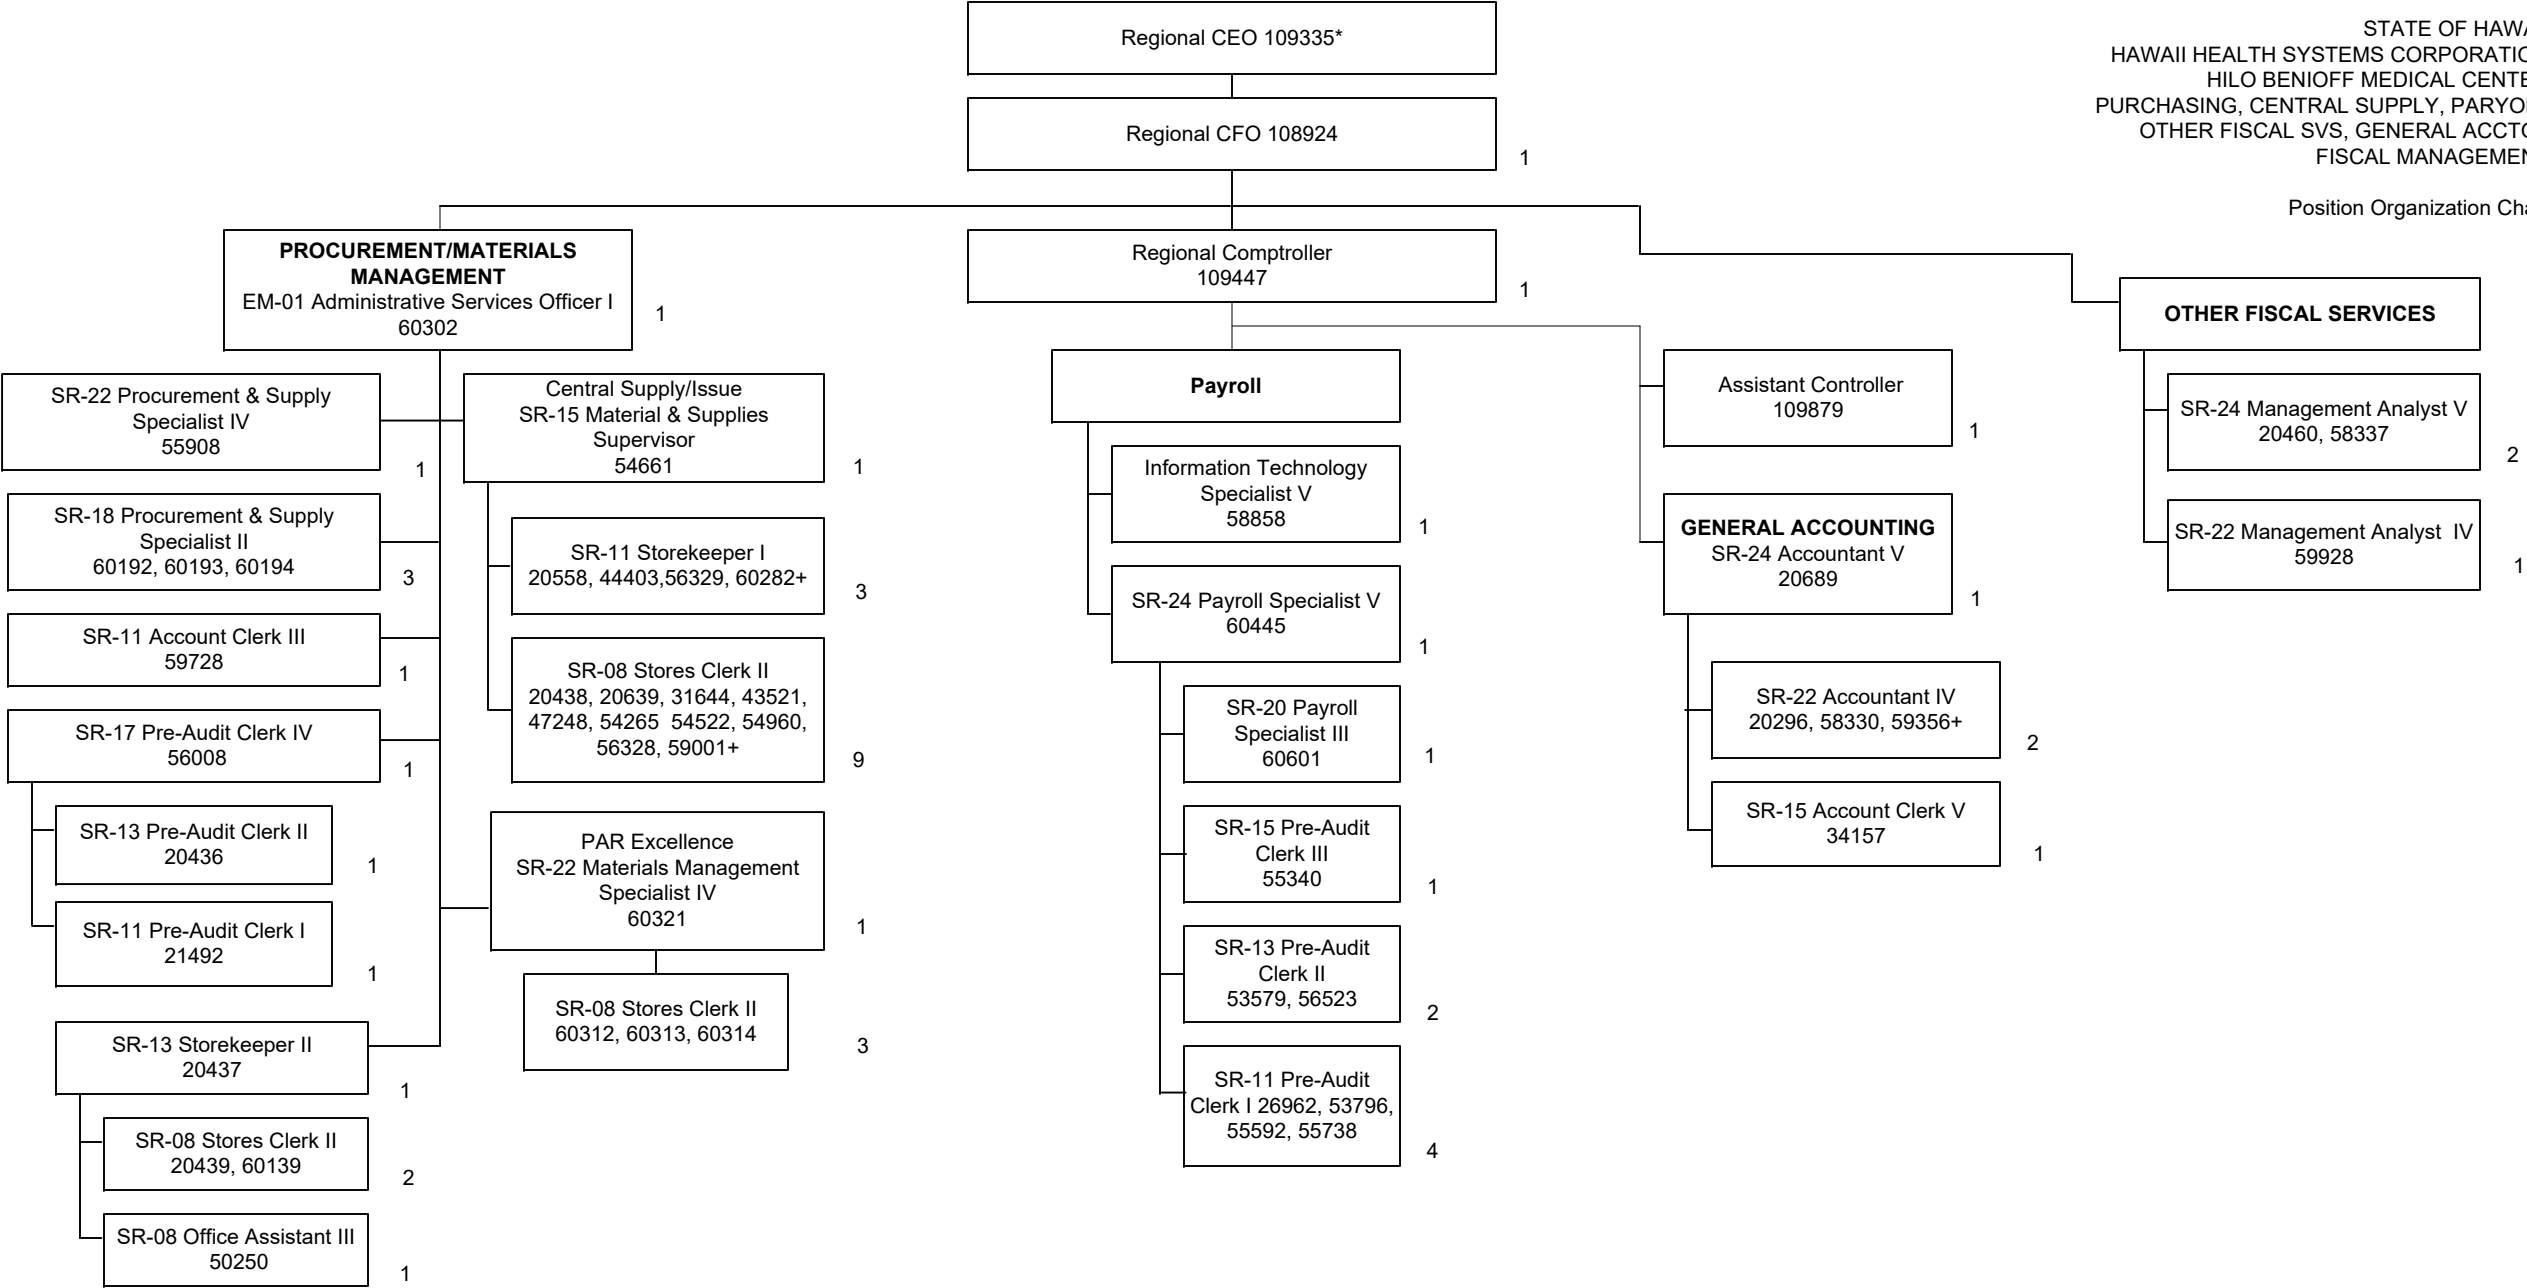 Regional CEO 109335*
Regional CFO 108924
1
STATE OF HAWA
HAWAII HEALTH SYSTEMS CORPORATIO
HILO BENIOFF MEDICAL CENTE
PURCHASING, CENTRAL SUPPLY, PARYO
OTHER FISCAL SVS, GENERAL ACCTG
FISCAL MANAGEMEN
Position Organization Cha
PROCUREMENT/MATERIALS
MANAGEMENT
EM-01 Administrative Services Officer I
60302
1
SR-22 Procurement & Supply
Specialist IV
55908
1
SR-18 Procurement & Supply
Specialist II
60192, 60193, 60194
3
SR-11 Account Clerk III
59728
1
SR-17 Pre-Audit Clerk IV
56008
1
SR-13 Pre-Audit Clerk II
20436
1
SR-11 Pre-Audit Clerk I
21492
1
SR-13 Storekeeper II
20437
1
SR-08 Stores Clerk II
20439, 60139
2
SR-08 Office Assistant III
50250
1
Central Supply/Issue
SR-15 Material & Supplies
Supervisor
54661
1
SR-11 Storekeeper I
20558, 44403,56329, 60282+
3
SR-08 Stores Clerk II
20438, 20639, 31644, 43521,
47248, 54265  54522, 54960,
56328, 59001+
9
PAR Excellence
SR-22 Materials Management
Specialist IV
60321
1
SR-08 Stores Clerk II
60312, 60313, 60314
3
Regional Comptroller
109447
1
Payroll
Information Technology
Specialist V
58858
1
SR-24 Payroll Specialist V
60445
1
SR-20 Payroll
Specialist III
60601
1
SR-15 Pre-Audit
Clerk III
55340
1
SR-13 Pre-Audit
Clerk II
53579, 56523
2
SR-11 Pre-Audit
Clerk I 26962, 53796,
55592, 55738
4
Assistant Controller
109879
1
GENERAL ACCOUNTING
SR-24 Accountant V
20689
1
SR-22 Accountant IV
20296, 58330, 59356+
2
SR-15 Account Clerk V
34157
1
OTHER FISCAL SERVICES
SR-24 Management Analyst V
20460, 58337
2
SR-22 Management Analyst  IV
59928
1